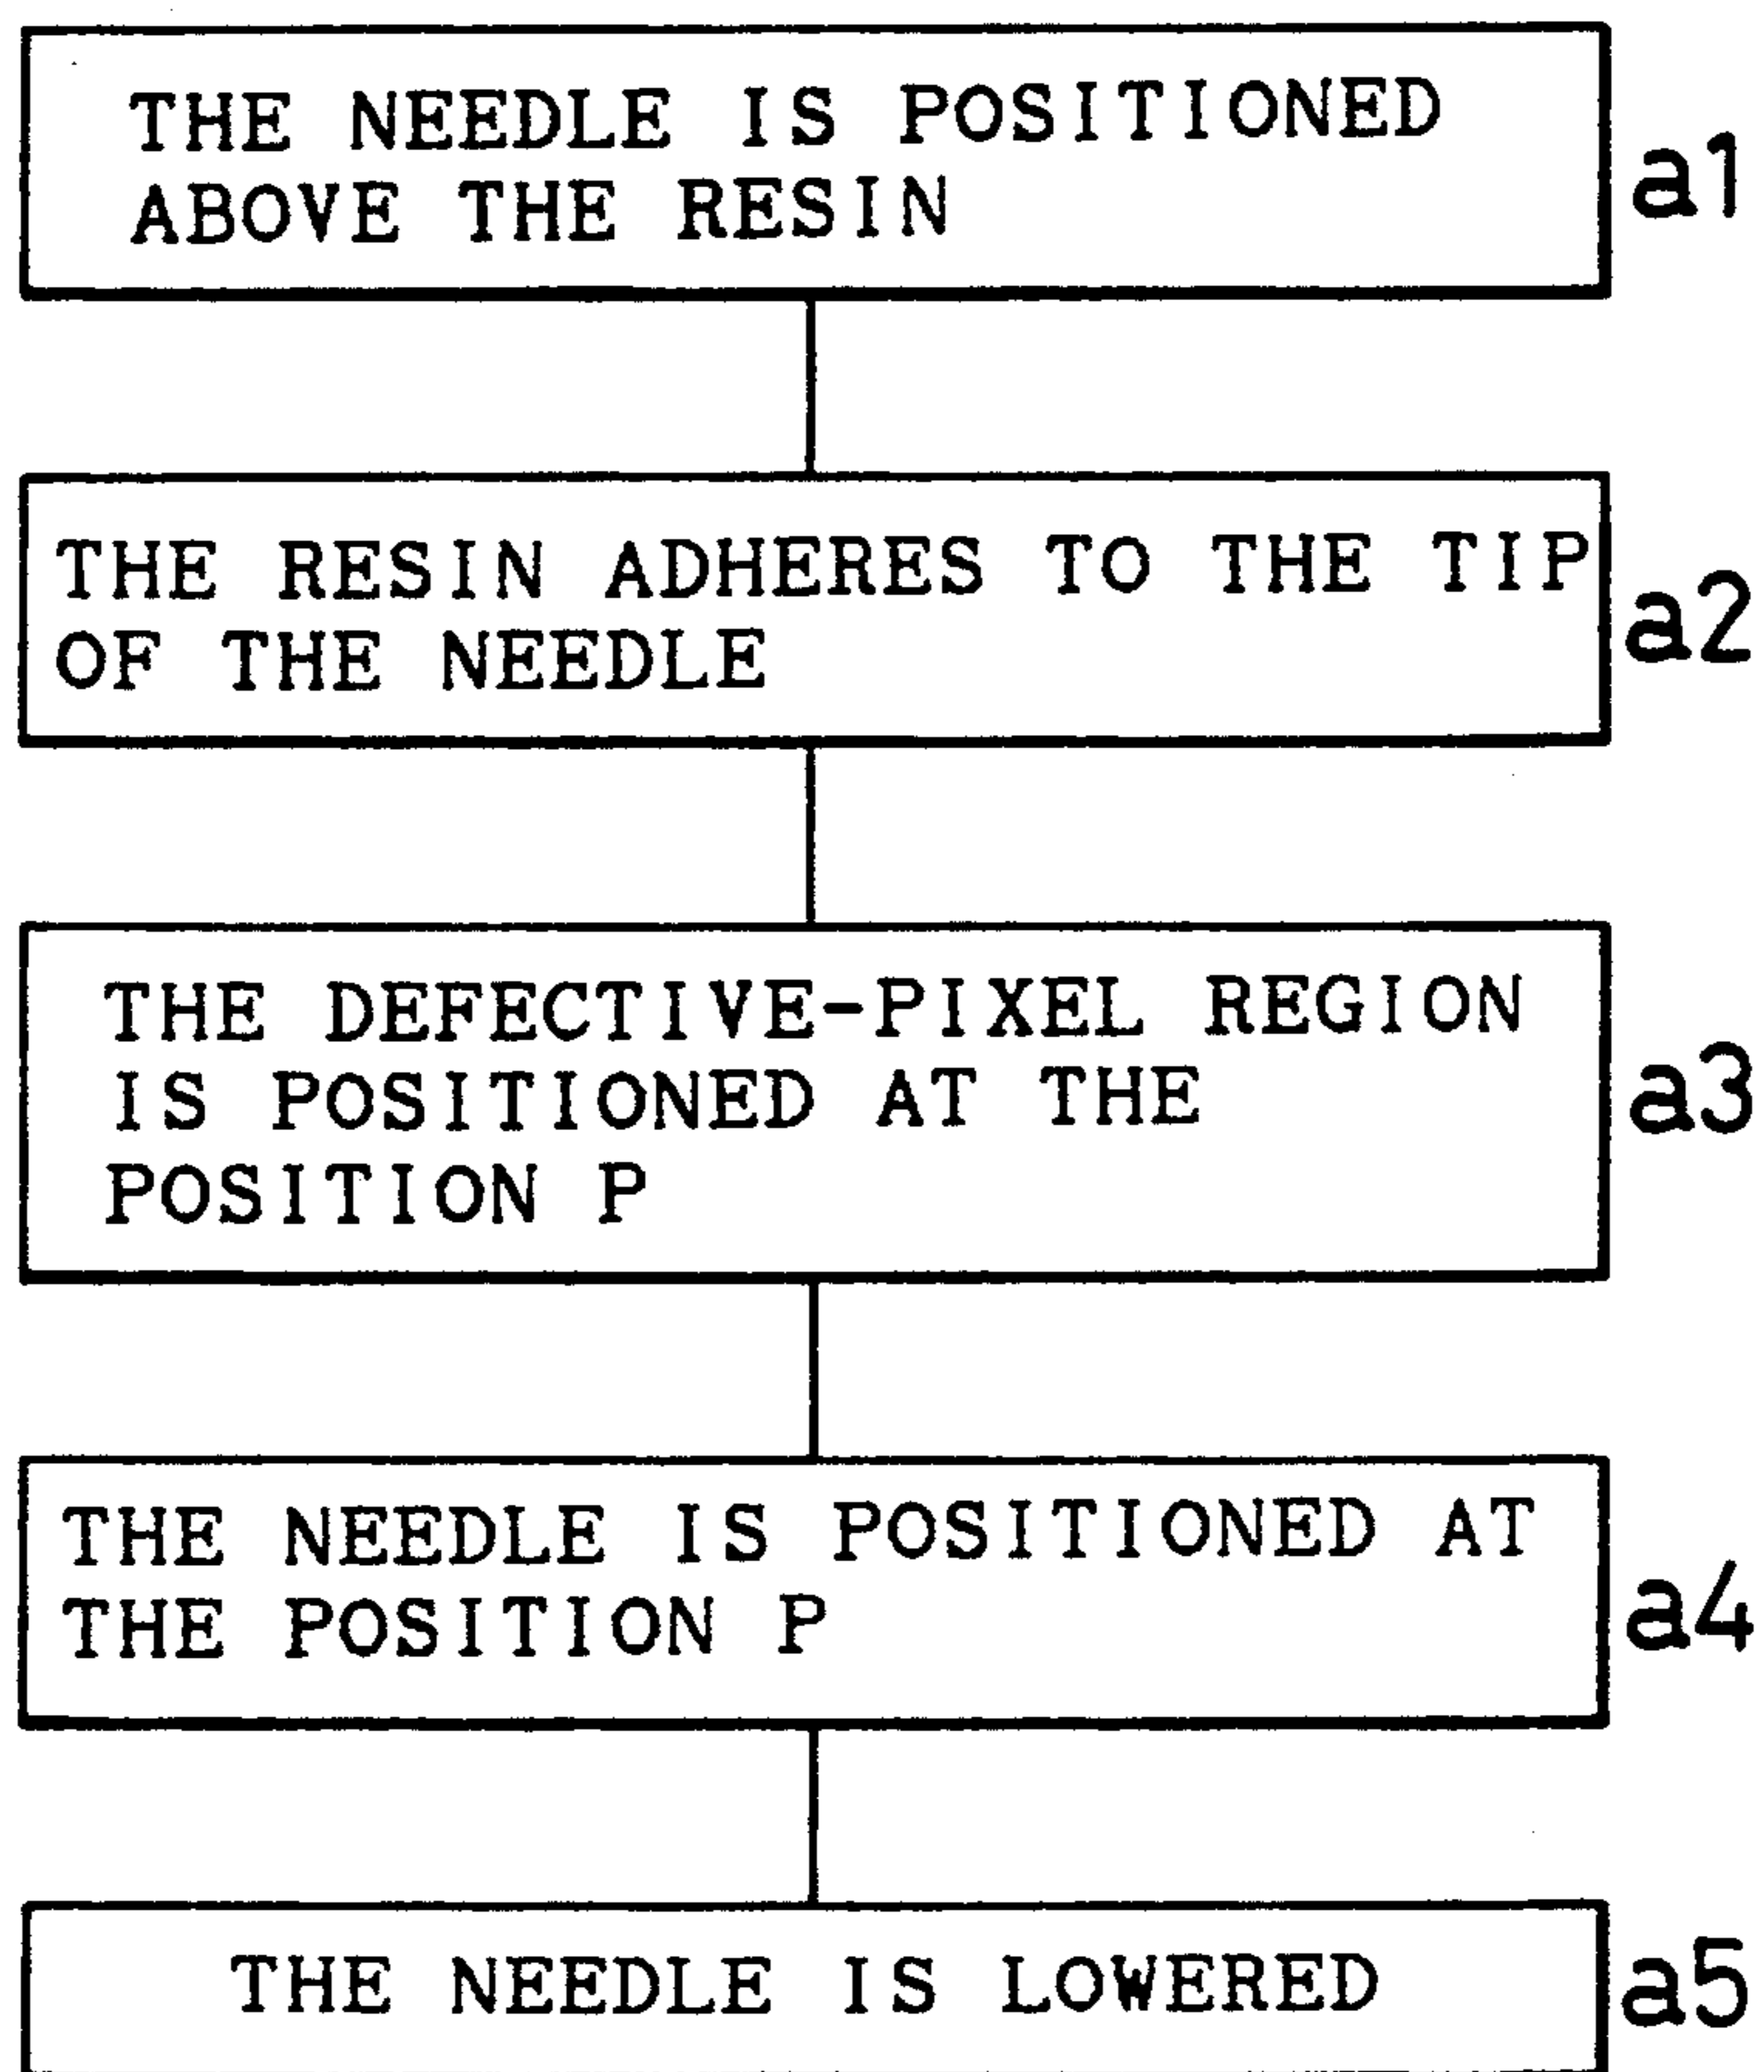 THE NEEDLE IS POSITIONED
ABOVE THE RESIN
a1
THE RESIN ADHERES TO THE TIP
OF THE NEEDLE
a2
THE DEFECTIVE-PIXEL REGION
IS POSITIONED AT THE
POSITION P
a3
THE NEEDLE IS POSITIONED AT
THE POSITION P
a4
THE NEEDLE IS LOWERED
a5